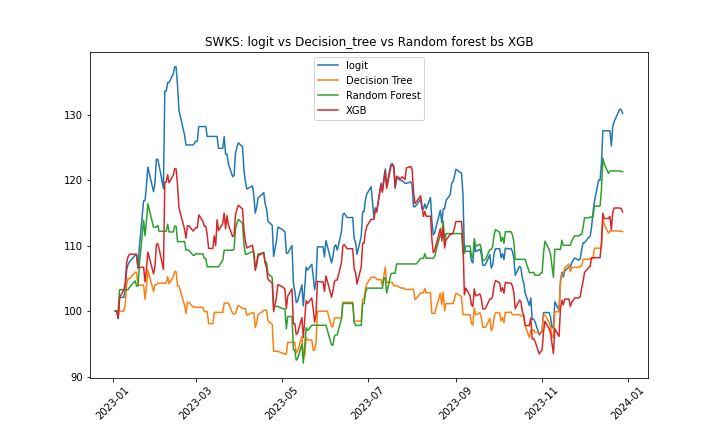 SWKS: logit vs Decision_tree vs Random forest bs XGB
logit
Decision Tree
Random Forest
XGB
130
120
110
100
90
2023-01
2023-03
2023-05
2023-07
2023-09
2023-11
2024-01